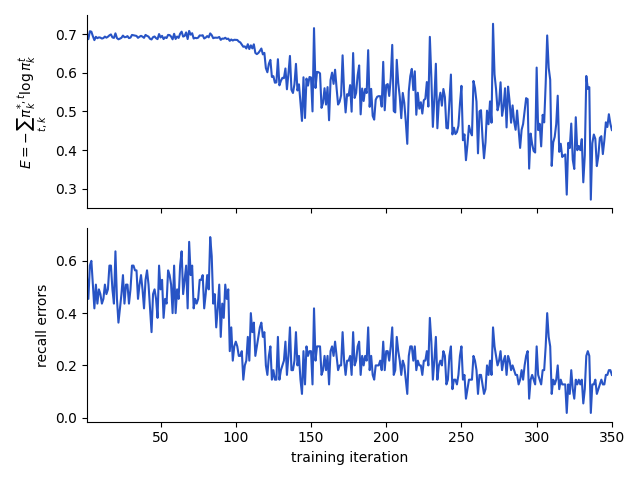 0.7
0.6
0.5
0.4
0.3
E = −∑_{t,k} π_k^{*,t} log π_k^t
0.6
0.4
0.2
0.0
recall errors
50 100 150 200 250 300 350
training iteration